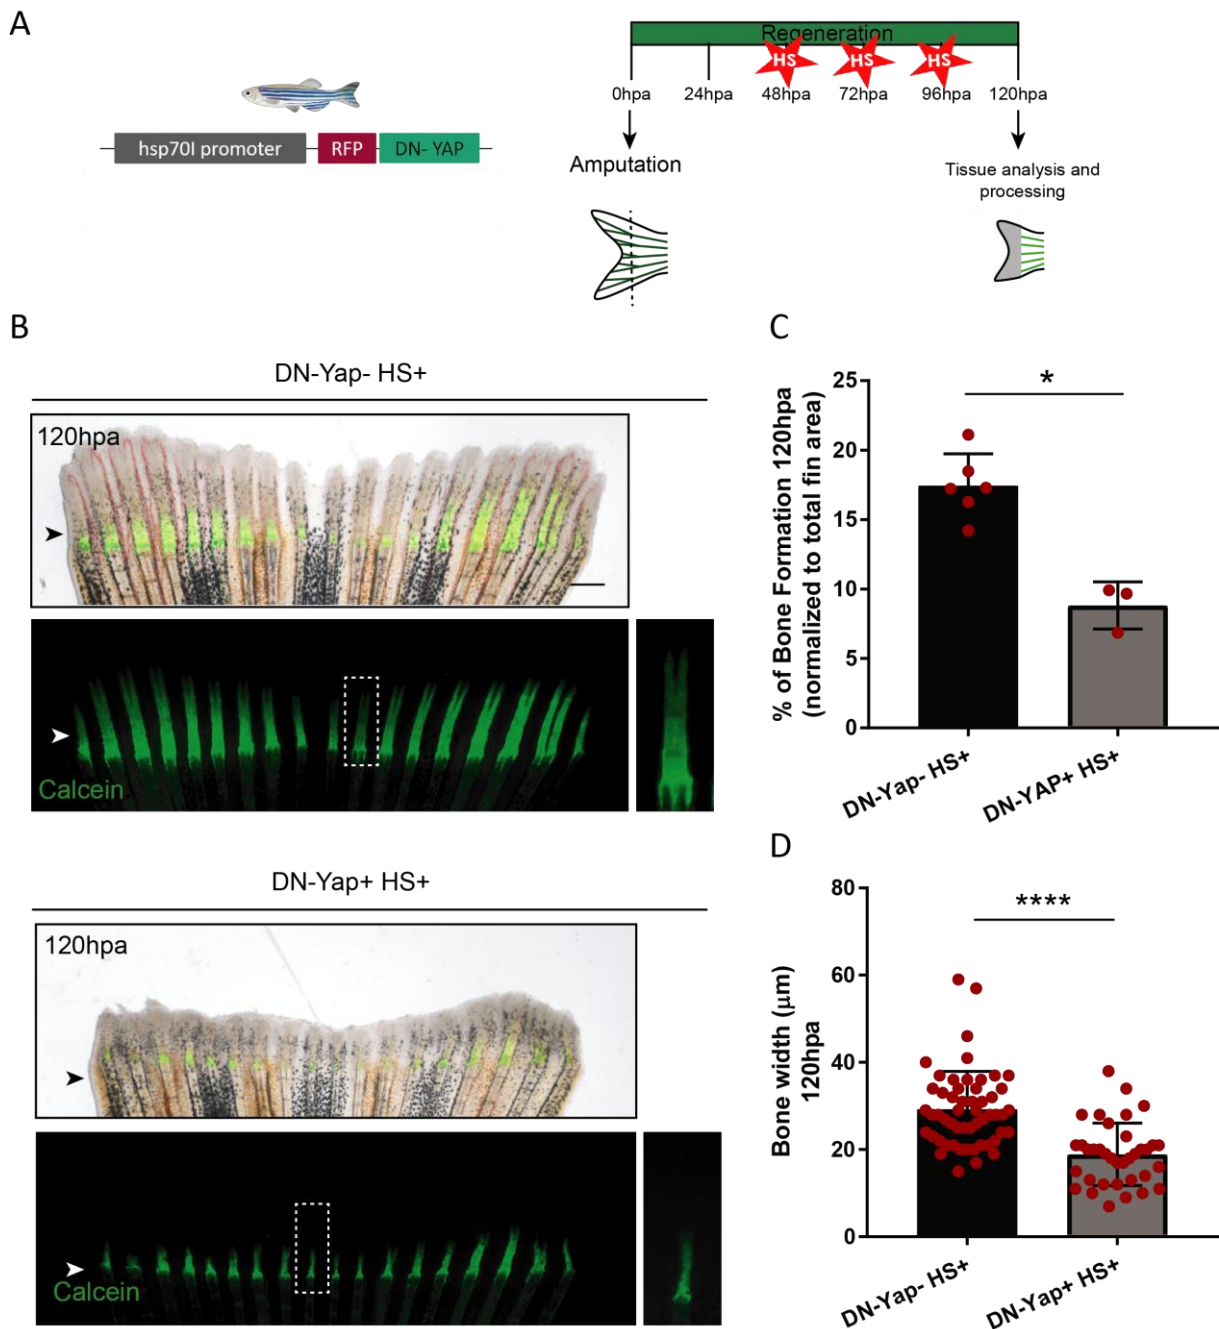 A
hsp70l promoter
RFP
DN- YAP
Regeneration
HS
HS
HS
0hpa
24hpa
48hpa
72hpa
96hpa
120hpa
Amputation
Tissue analysis and
processing
B
DN-Yap- HS+
120hpa
Calcein
DN-Yap+ HS+
120hpa
Calcein
C
% of Bone Formation 120hpa
(normalized to total fin area)
25
20
15
10
5
0
*
DN-Yap- HS+
DN-YAP+ HS+
D
Bone width (μm)
120hpa
80
60
40
20
0
****
DN-Yap- HS+
DN-Yap+ HS+